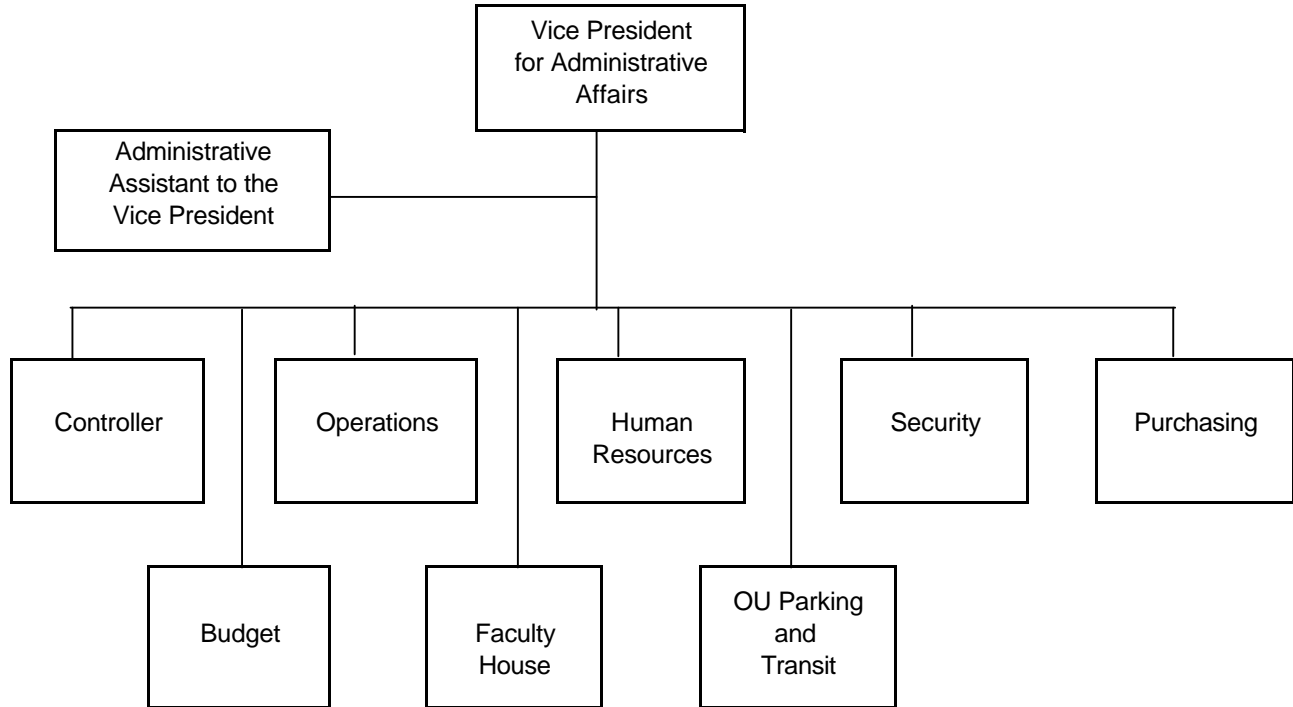 Vice President
for Administrative
Affairs
Administrative
Assistant to the
Vice President
Controller
Operations
Human
Resources
Security
Purchasing
Budget
Faculty
House
OU Parking
and
Transit